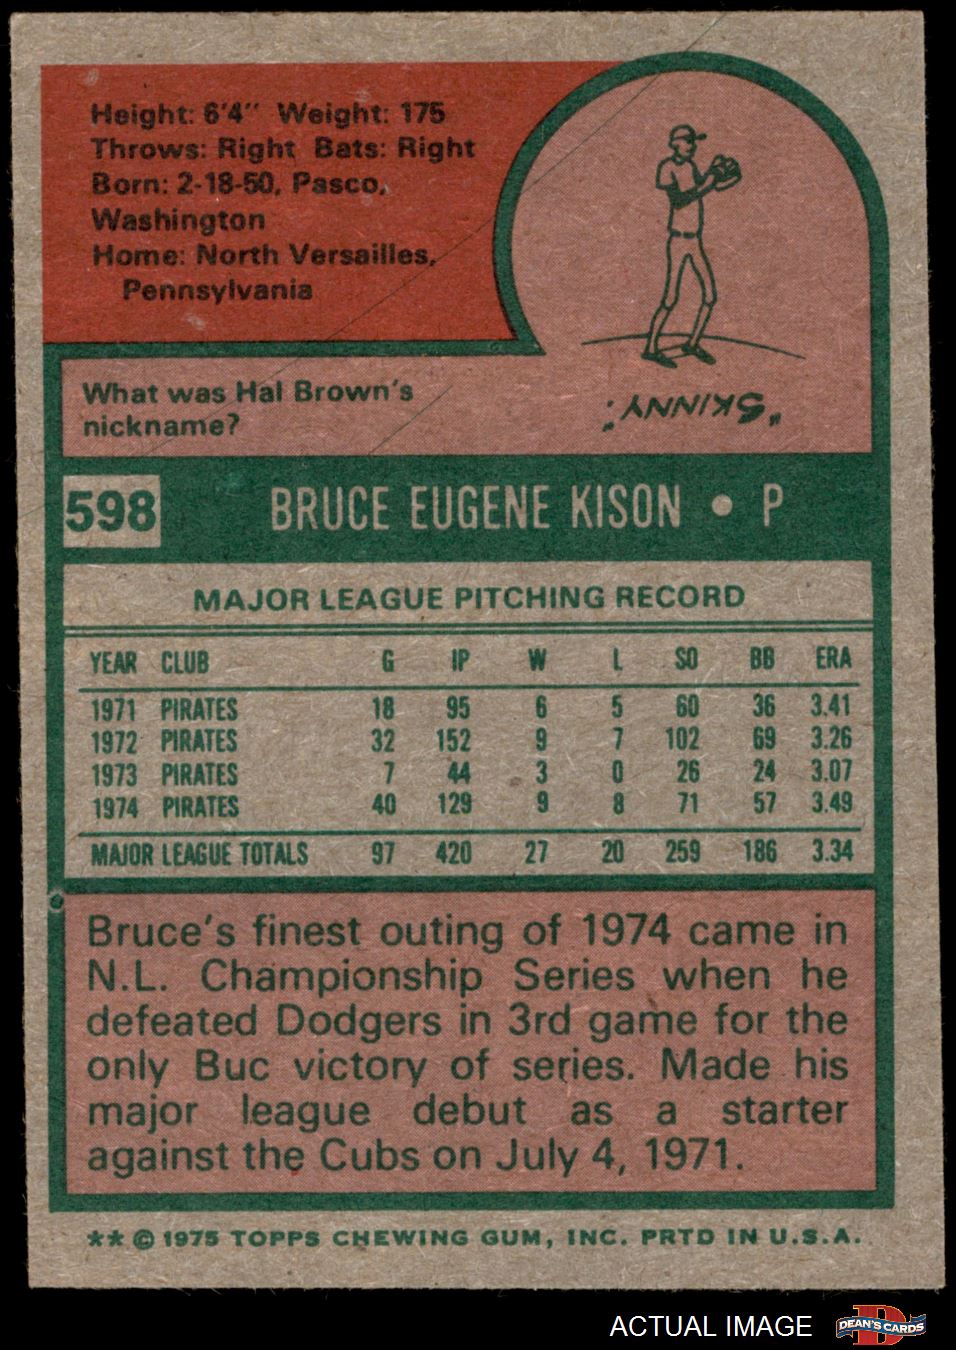 Height: 6'4" Weight: 175
Throws: Right Bats: Right
Born: 2-18-50, Pasco,
Washington
Home: North Versailles,
Pennsylvania
What was Hal Brown's
nickname?
"SKINNY."
598 BRUCE EUGENE KISON • P
MAJOR LEAGUE PITCHING RECORD
YEAR CLUB G IP W L SO BB ERA
1971 PIRATES 18 95 6 5 60 36 3.41
1972 PIRATES 32 152 9 7 102 69 3.26
1973 PIRATES 7 44 3 0 26 24 3.07
1974 PIRATES 40 129 9 8 71 57 3.49
MAJOR LEAGUE TOTALS 97 420 27 20 259 186 3.34
Bruce's finest outing of 1974 came in
N.L. Championship Series when he
defeated Dodgers in 3rd game for the
only Buc victory of series. Made his
major league debut as a starter
against the Cubs on July 4, 1971.
** © 1975 TOPPS CHEWING GUM, INC. PRTD IN U.S.A.
ACTUAL IMAGE
D
DEAN'S CARDS